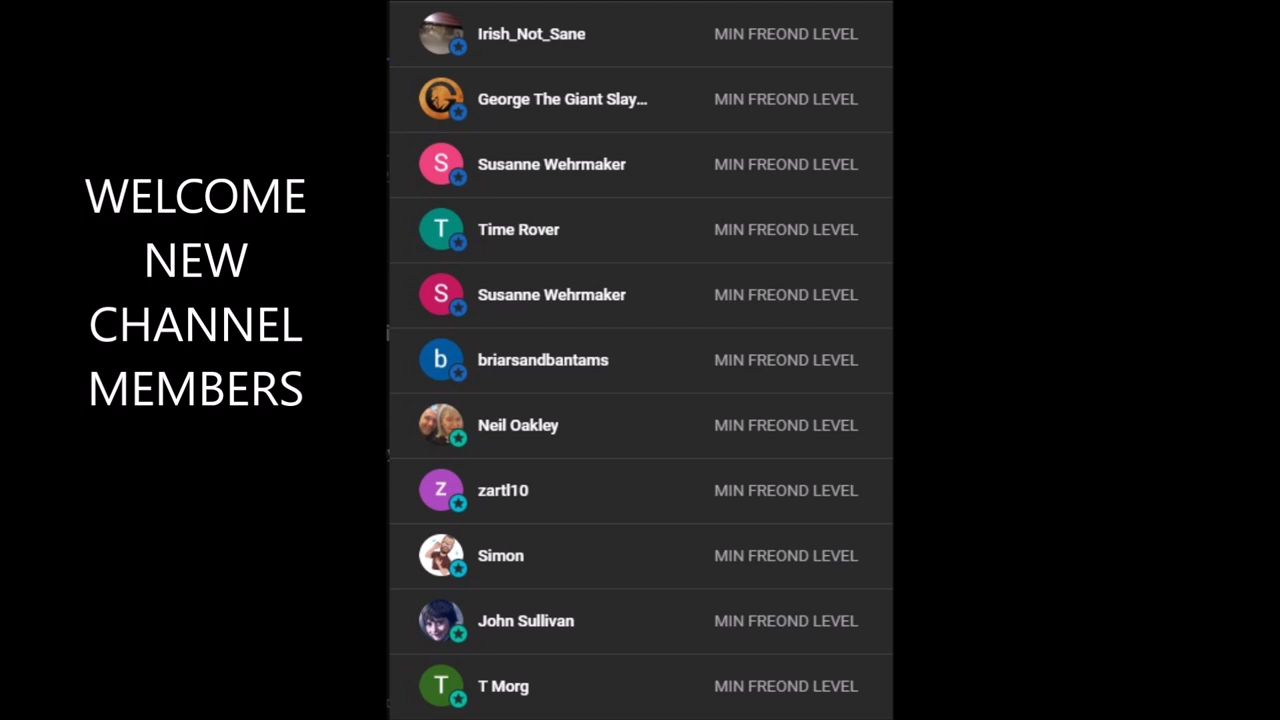 WELCOME
NEW
CHANNEL
MEMBERS
Irish_Not_Sane MIN FREOND LEVEL
George The Giant Slay... MIN FREOND LEVEL
S Susanne Wehrmaker MIN FREOND LEVEL
T Time Rover MIN FREOND LEVEL
S Susanne Wehrmaker MIN FREOND LEVEL
b briarsandbantams MIN FREOND LEVEL
Neil Oakley MIN FREOND LEVEL
z zartl10 MIN FREOND LEVEL
Simon MIN FREOND LEVEL
John Sullivan MIN FREOND LEVEL
T T Morg MIN FREOND LEVEL